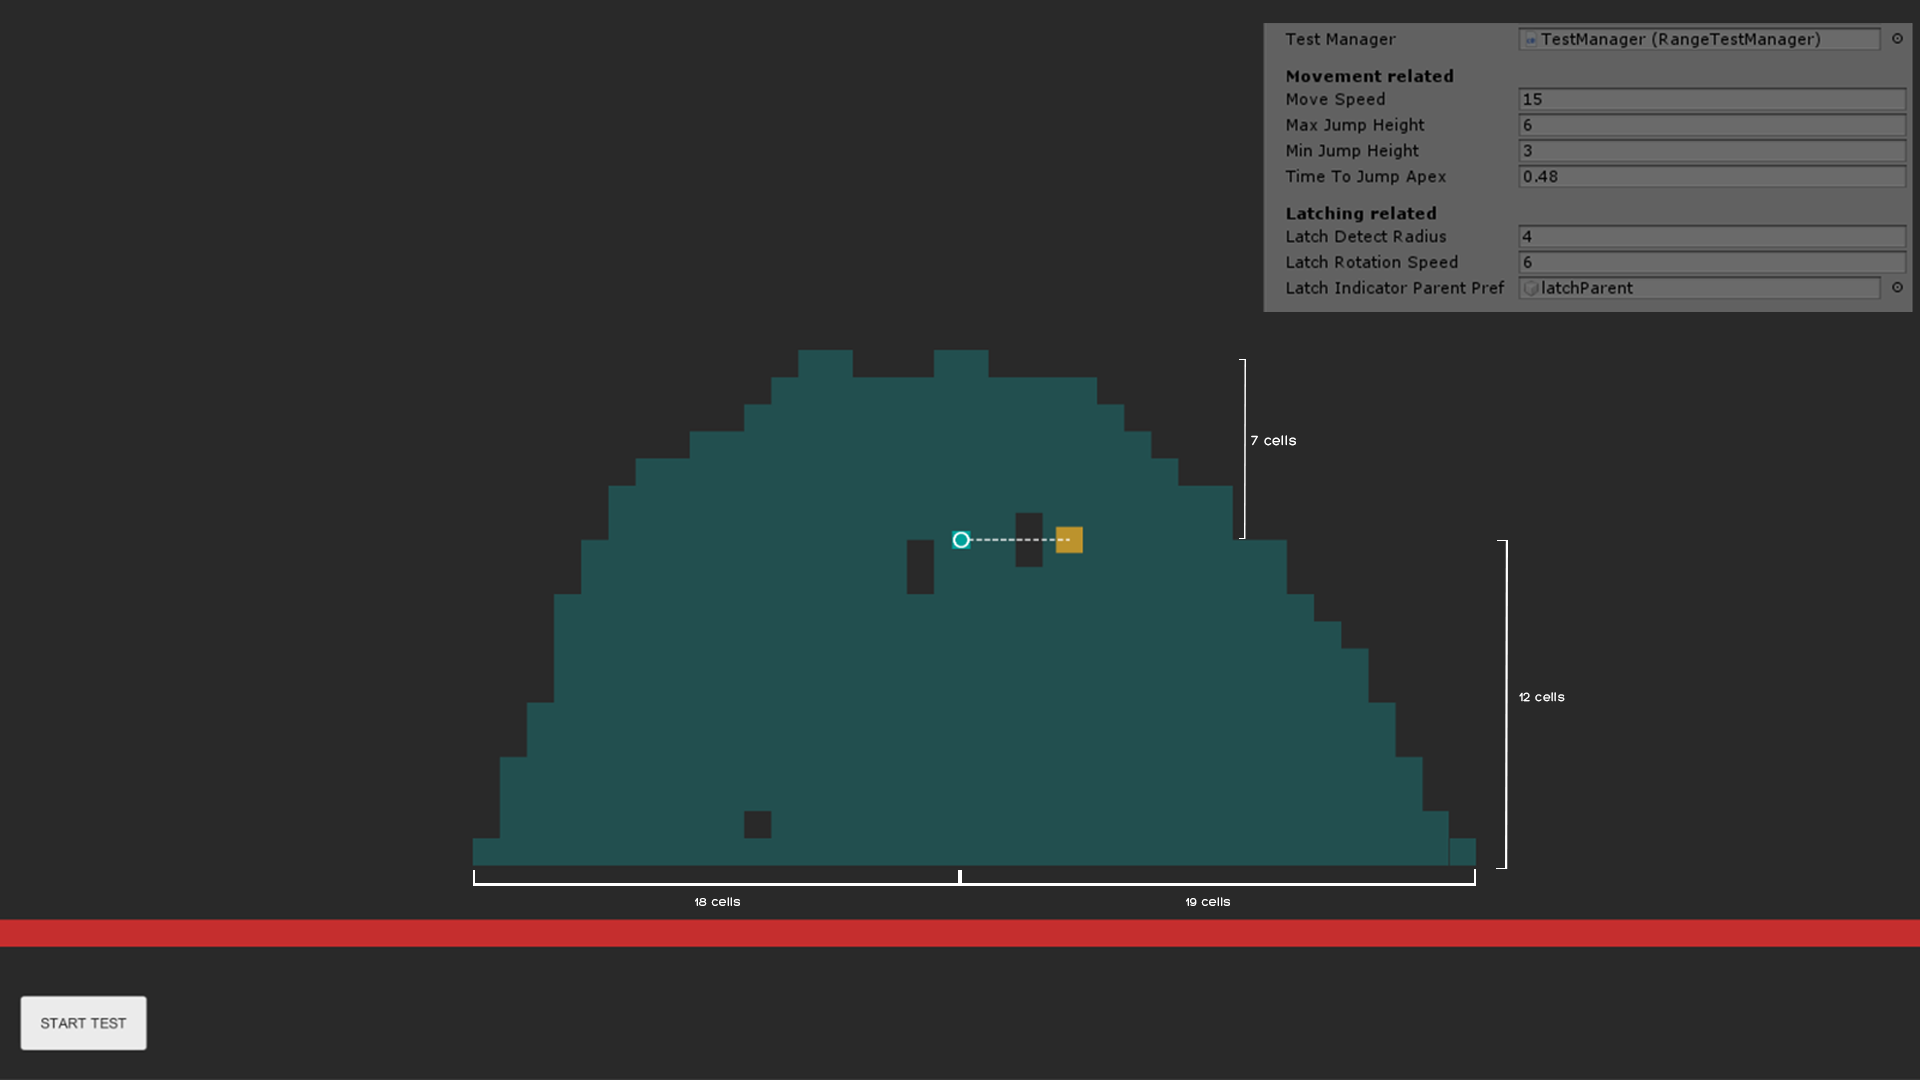 Test Manager TestManager (RangeTestManager)
Movement related
Move Speed 15
Max Jump Height 6
Min Jump Height 3
Time To Jump Apex 0.48
Latching related
Latch Detect Radius 4
Latch Rotation Speed 6
Latch Indicator Parent Pref latchParent
7 cells
12 cells
18 cells
19 cells
START TEST